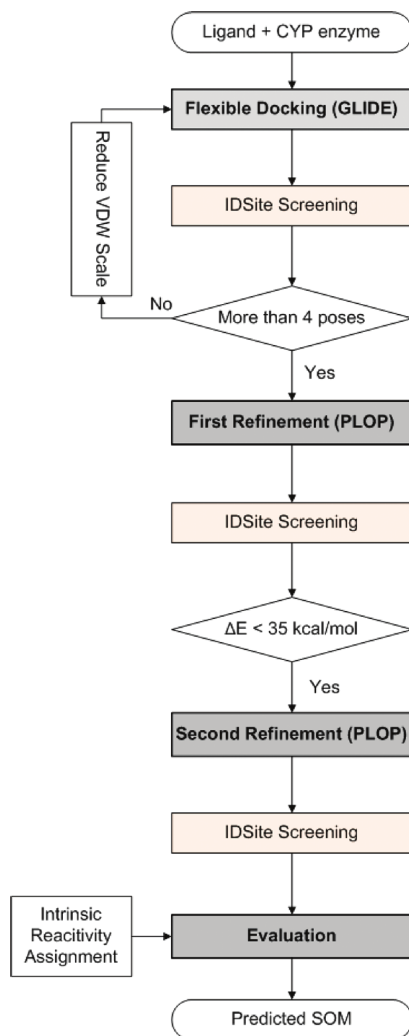 Ligand + CYP enzyme
Flexible Docking (GLIDE)
Reduce VDW
Scale
IDSite Screening
No
More than 4 poses
Yes
First Refinement (PLOP)
IDSite Screening
ΔE < 35 kcal/mol
Yes
Second Refinement (PLOP)
IDSite Screening
Intrinsic
Reacitivity
Assignment
Evaluation
Predicted SOM